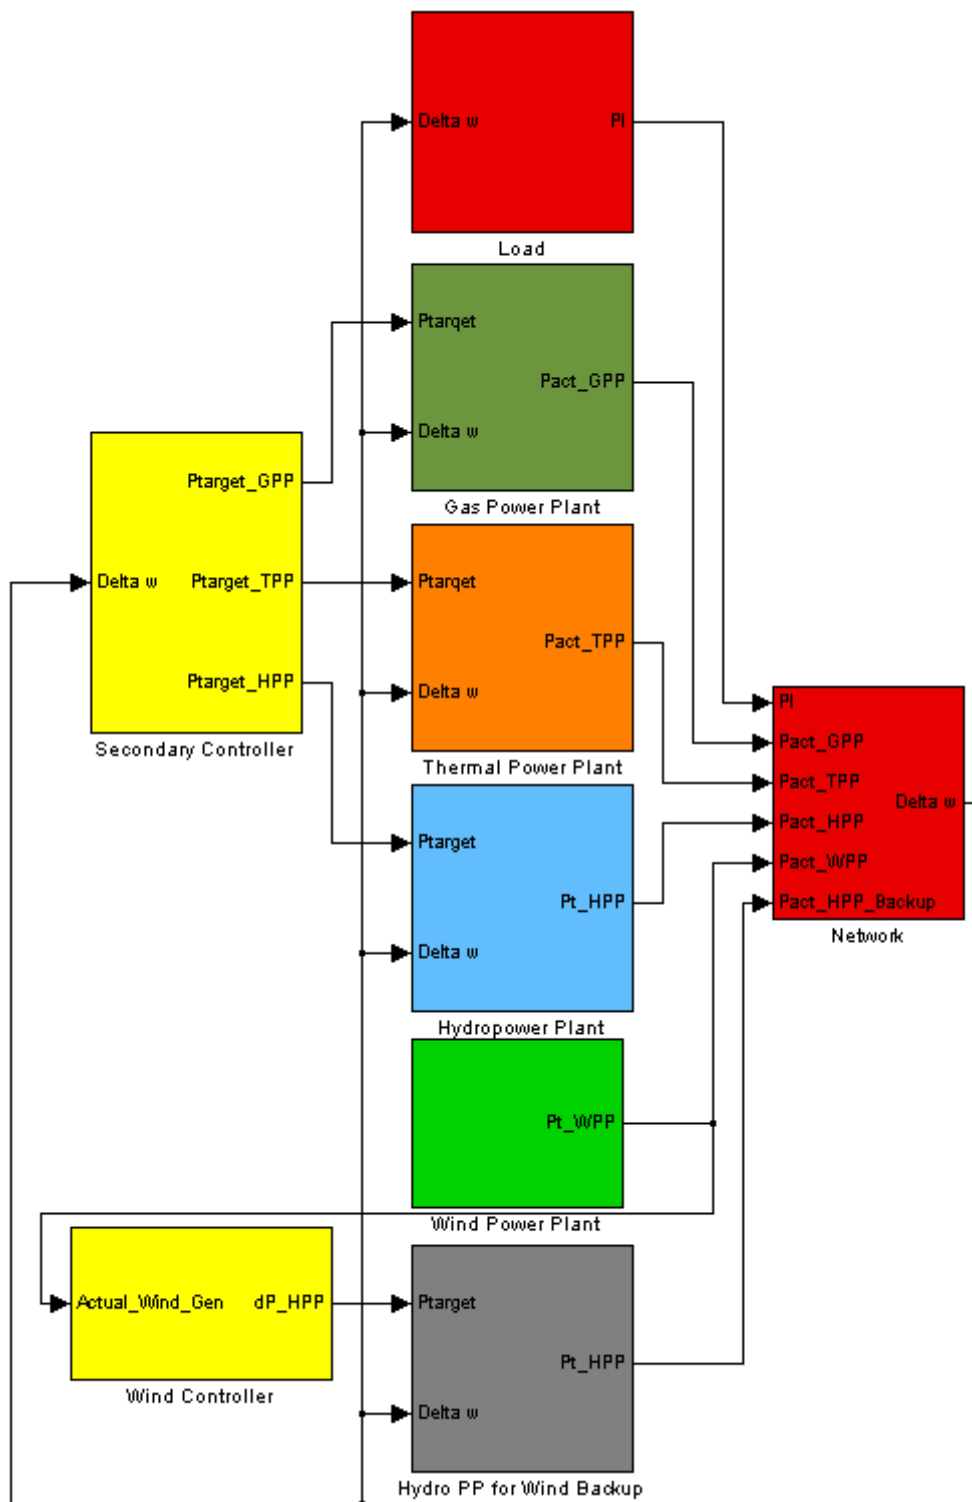 Delta w
Pl
Load
Ptarget
Pact_GPP
Delta w
Gas Power Plant
Ptarget_GPP
Delta w
Ptarget_TPP
Ptarget_HPP
Secondary Controller
Ptarget
Pact_TPP
Delta w
Thermal Power Plant
Pl
Pact_GPP
Pact_TPP
Delta w
Pact_HPP
Pact_WPP
Pact_HPP_Backup
Network
Ptarget
Pt_HPP
Delta w
Hydropower Plant
Pt_WPP
Wind Power Plant
Actual_Wind_Gen
dP_HPP
Wind Controller
Ptarget
Pt_HPP
Delta w
Hydro PP for Wind Backup